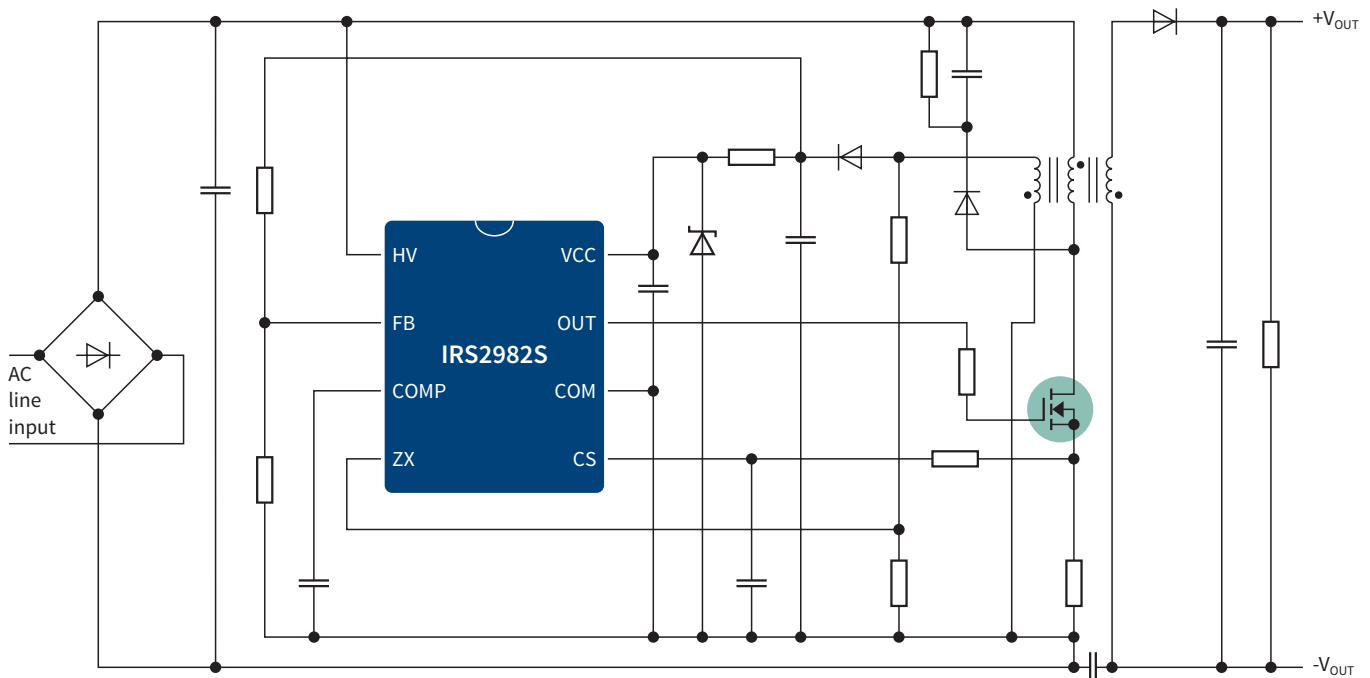 +VOUT
HV
VCC
FB
OUT
IRS2982S
AC
line
input
COMP
COM
ZX
CS
-VOUT